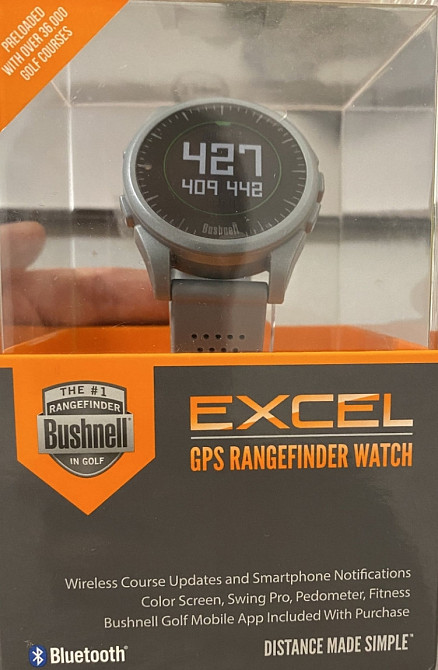 PRELOADED
WITH OVER 36,000
GOLF COURSES
427
409 442
Bushnell
THE #1
RANGEFINDER
Bushnell®
IN GOLF
EXCEL
GPS RANGEFINDER WATCH
Wireless Course Updates and Smartphone Notifications
Color Screen, Swing Pro, Pedometer, Fitness
Bushnell Golf Mobile App Included With Purchase
Bluetooth®
DISTANCE MADE SIMPLE™